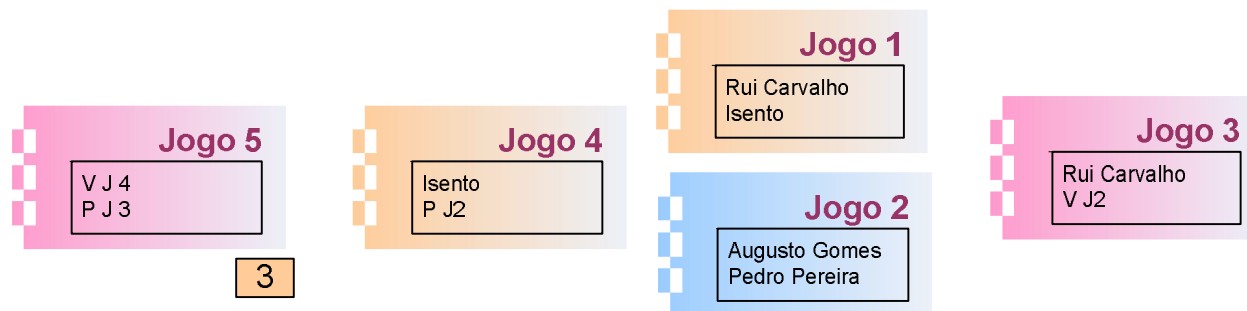 Jogo 5
V J 4
P J 3
3
Jogo 4
Isento
P J2
Jogo 1
Rui Carvalho
Isento
Jogo 2
Augusto Gomes
Pedro Pereira
Jogo 3
Rui Carvalho
V J2